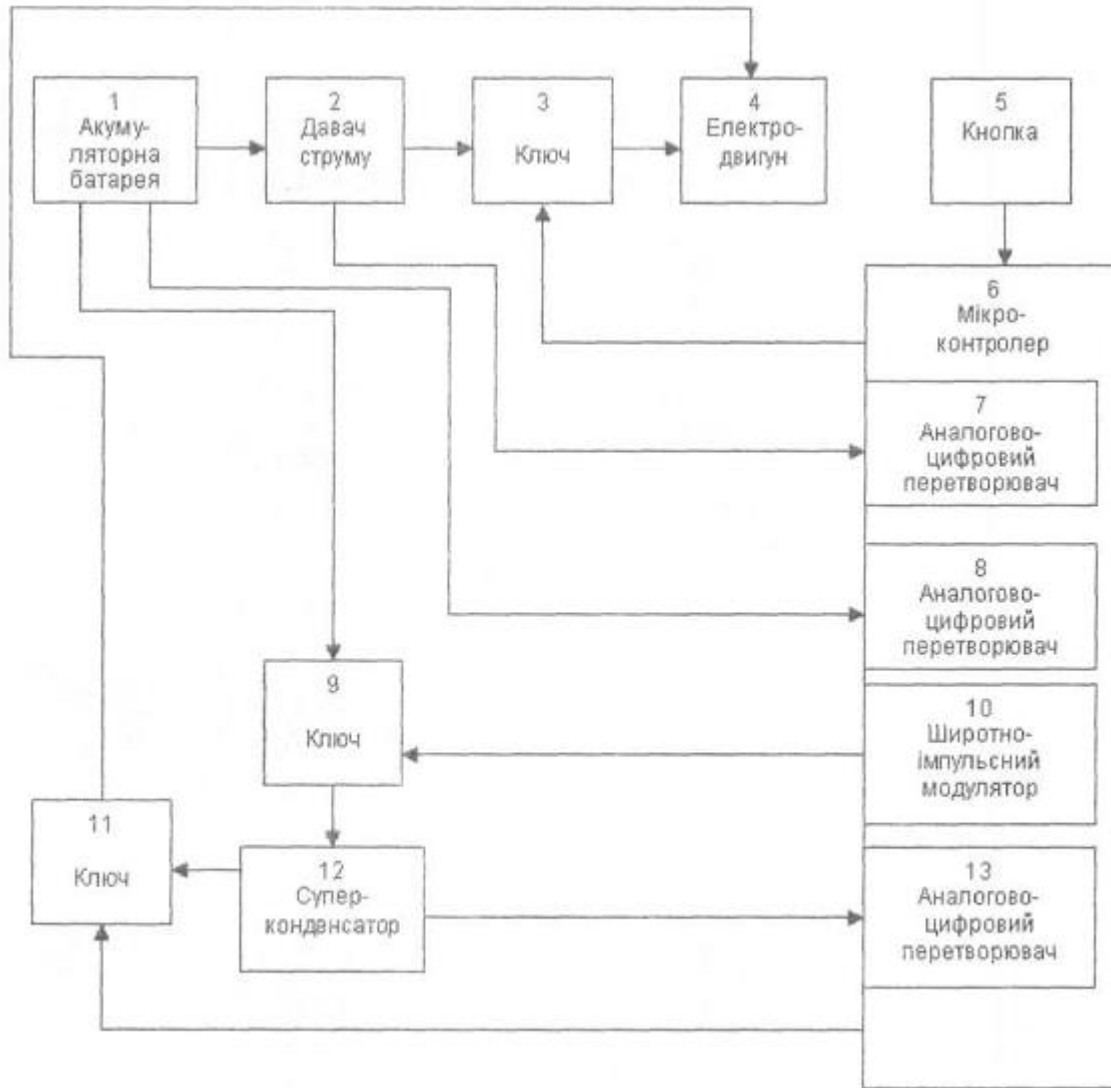 1
Акуму-
ляторна
батарея
2
Давач
струму
3
Ключ
4
Електро-
двигун
5
Кнопка
6
Мікро-
контролер
7
Аналогово-
цифровий
перетворювач
8
Аналогово-
цифровий
перетворювач
9
Ключ
10
Широтно-
імпульсний
модулятор
11
Ключ
12
Супер-
конденсатор
13
Аналогово-
цифровий
перетворювач